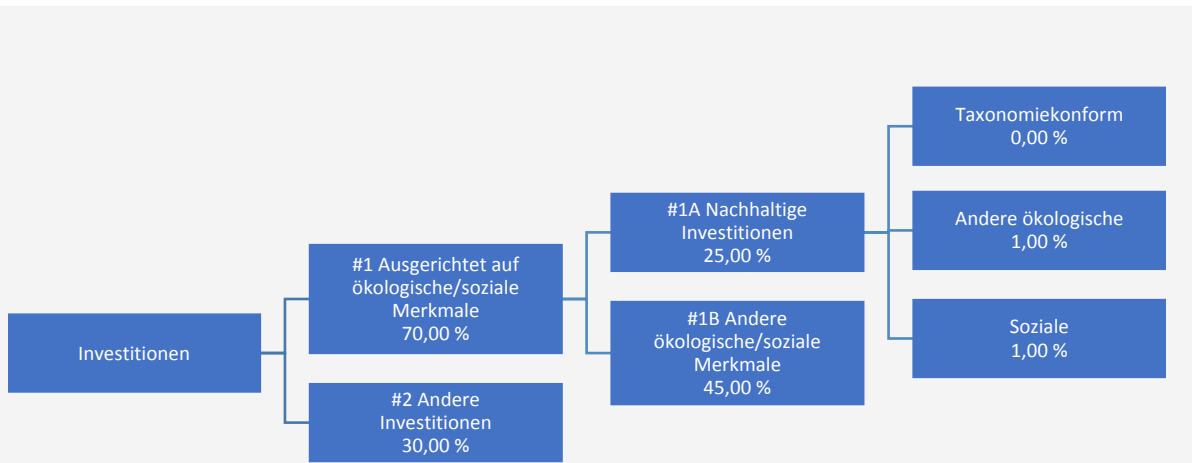 Investitionen
#1 Ausgerichtet auf
ökologische/soziale
Merkmale
70,00 %
#2 Andere
Investitionen
30,00 %
#1A Nachhaltige
Investitionen
25,00 %
#1B Andere
ökologische/soziale
Merkmale
45,00 %
Taxonomiekonform
0,00 %
Andere ökologische
1,00 %
Soziale
1,00 %